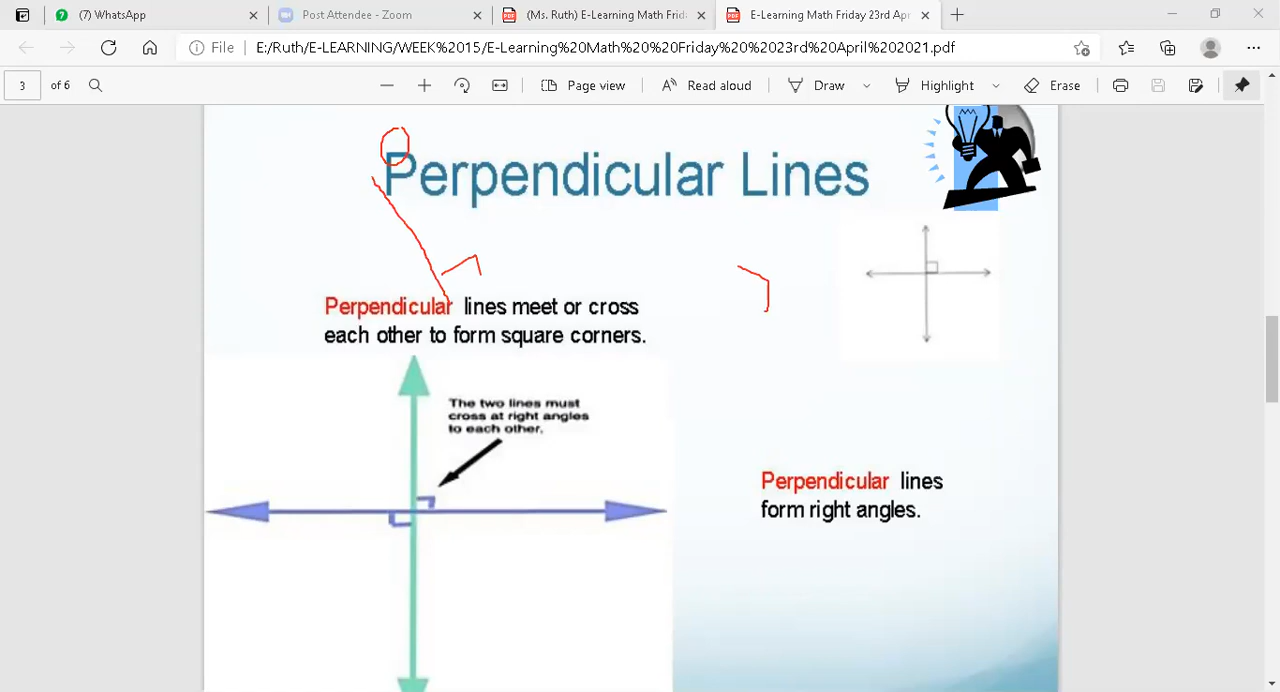 (7) WhatsApp
Post Attendee - Zoom
(Ms. Ruth) E-Learning Math Frid
E-Learning Math Friday 23rd Apr
File
E:/Ruth/E-LEARNING/WEEK%2015/E-Learning%20Math%20%20Friday%20%2023rd%20April%202021.pdf
3 of 6
Page view
Read aloud
Draw
Highlight
Erase
Perpendicular Lines
Perpendicular lines meet or cross
each other to form square corners.
The two lines must
cross at right angles
to each other.
Perpendicular lines
form right angles.